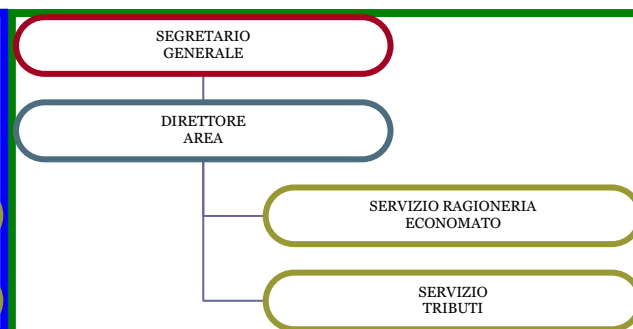 SEGRETARIO
GENERALE
DIRETTORE
AREA
SERVIZIO RAGIONERIA
ECONOMATO
SERVIZIO
TRIBUTI